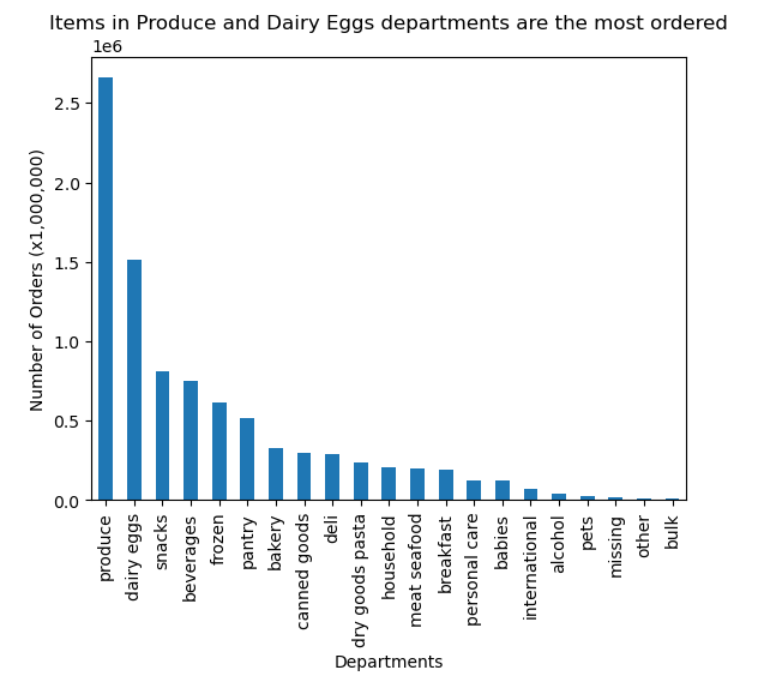 Items in Produce and Dairy Eggs departments are the most ordered
1e6
Number of Orders (x1,000,000)
2.5
2.0
1.5
1.0
0.5
0.0
produce
dairy eggs
snacks
beverages
frozen
pantry
bakery
canned goods
deli
dry goods pasta
household
meat seafood
breakfast
personal care
babies
international
alcohol
pets
missing
other
bulk
Departments